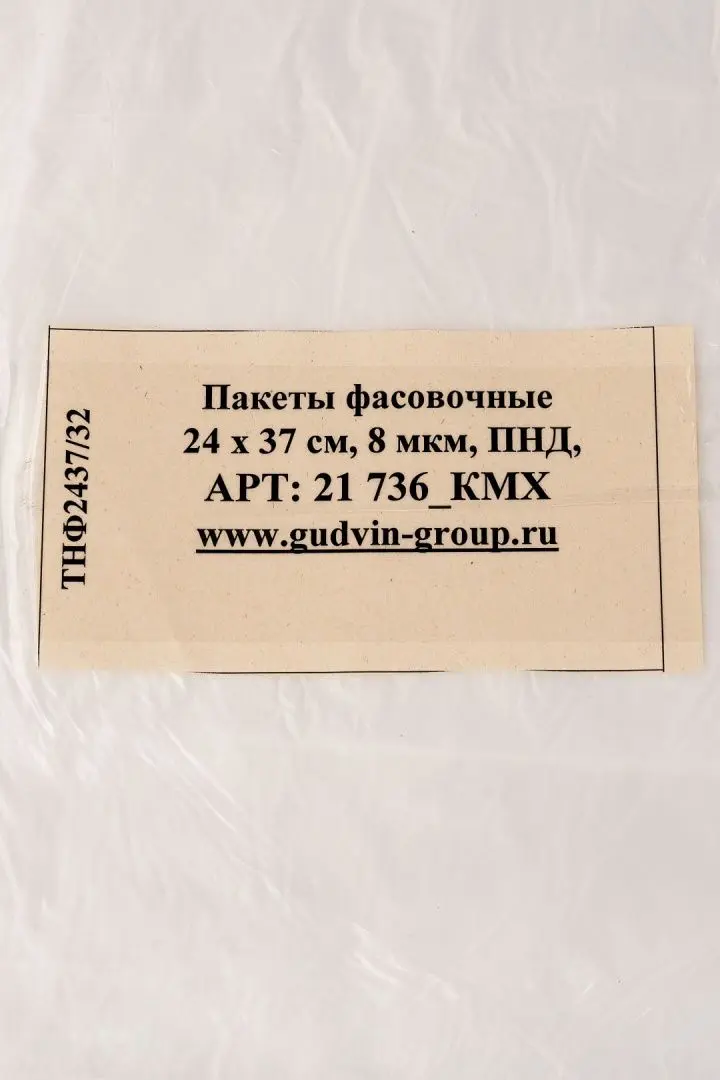 ТНФ2437/32
Пакеты фасовочные
24 х 37 см, 8 мкм, ПНД,
АРТ: 21 736_КМХ
www.gudvin-group.ru